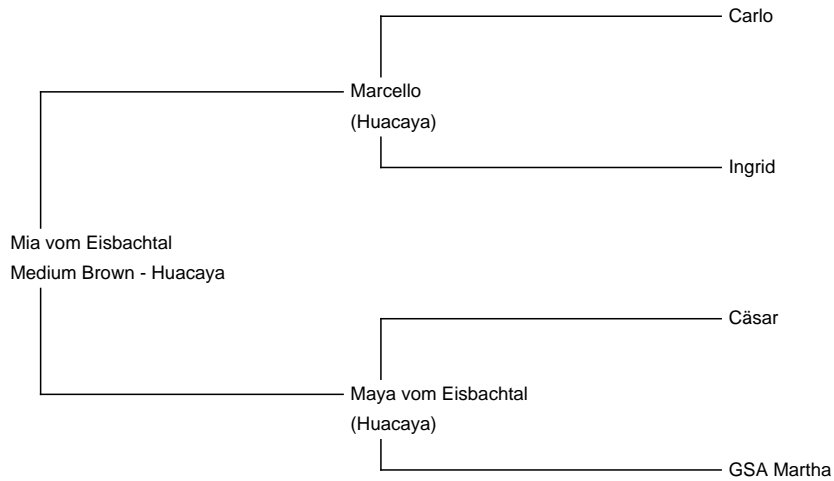 Carlo
Marcello
(Huacaya)
Ingrid
Mia vom Eisbachtal
Medium Brown - Huacaya
Cäsar
Maya vom Eisbachtal
(Huacaya)
GSA Martha